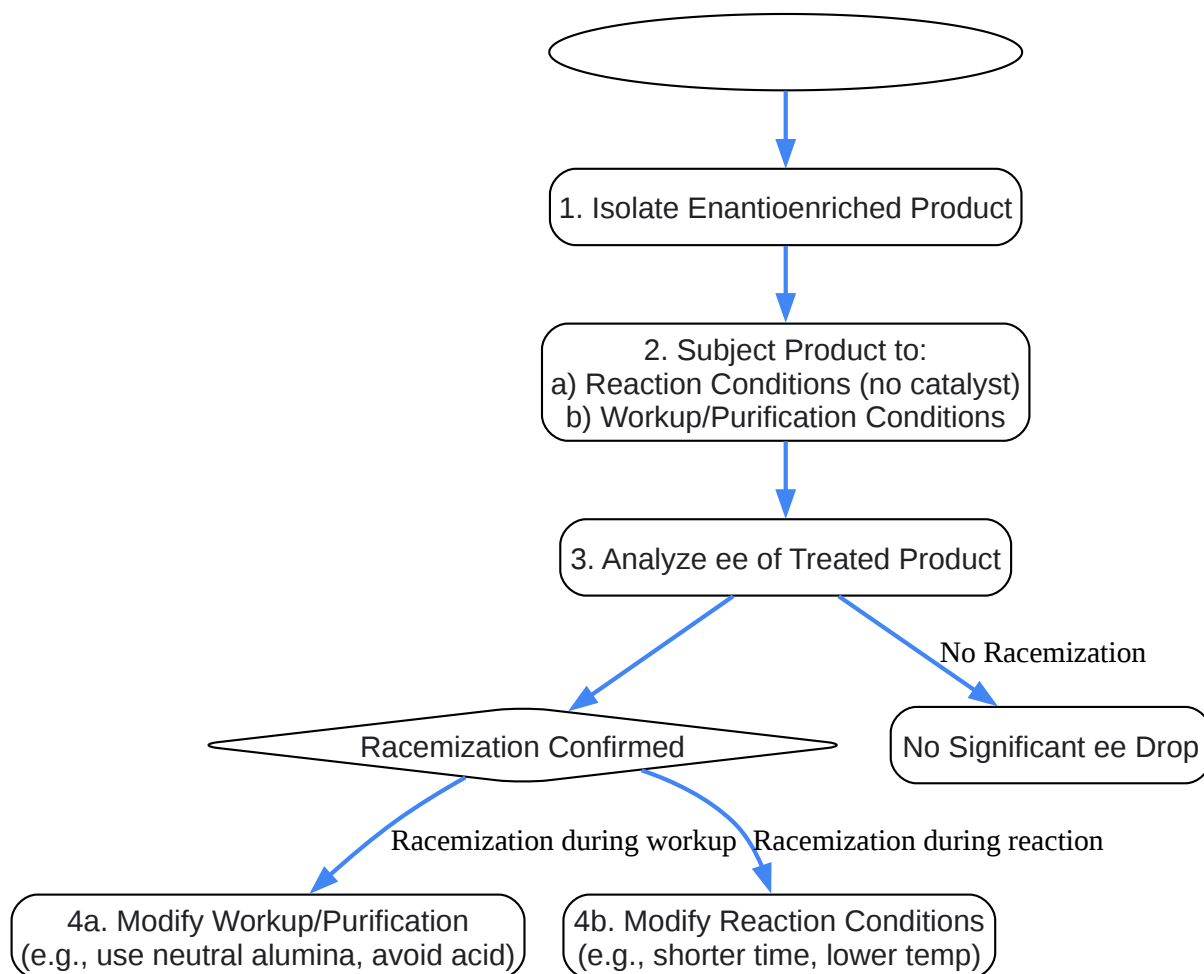 1. Isolate Enantioenriched Product
2. Subject Product to:
a) Reaction Conditions (no catalyst)
b) Workup/Purification Conditions
3. Analyze ee of Treated Product
No Racemization
Racemization Confirmed
No Significant ee Drop
Racemization during workup
Racemization during reaction
4a. Modify Workup/Purification
(e.g., use neutral alumina, avoid acid)
4b. Modify Reaction Conditions
(e.g., shorter time, lower temp)